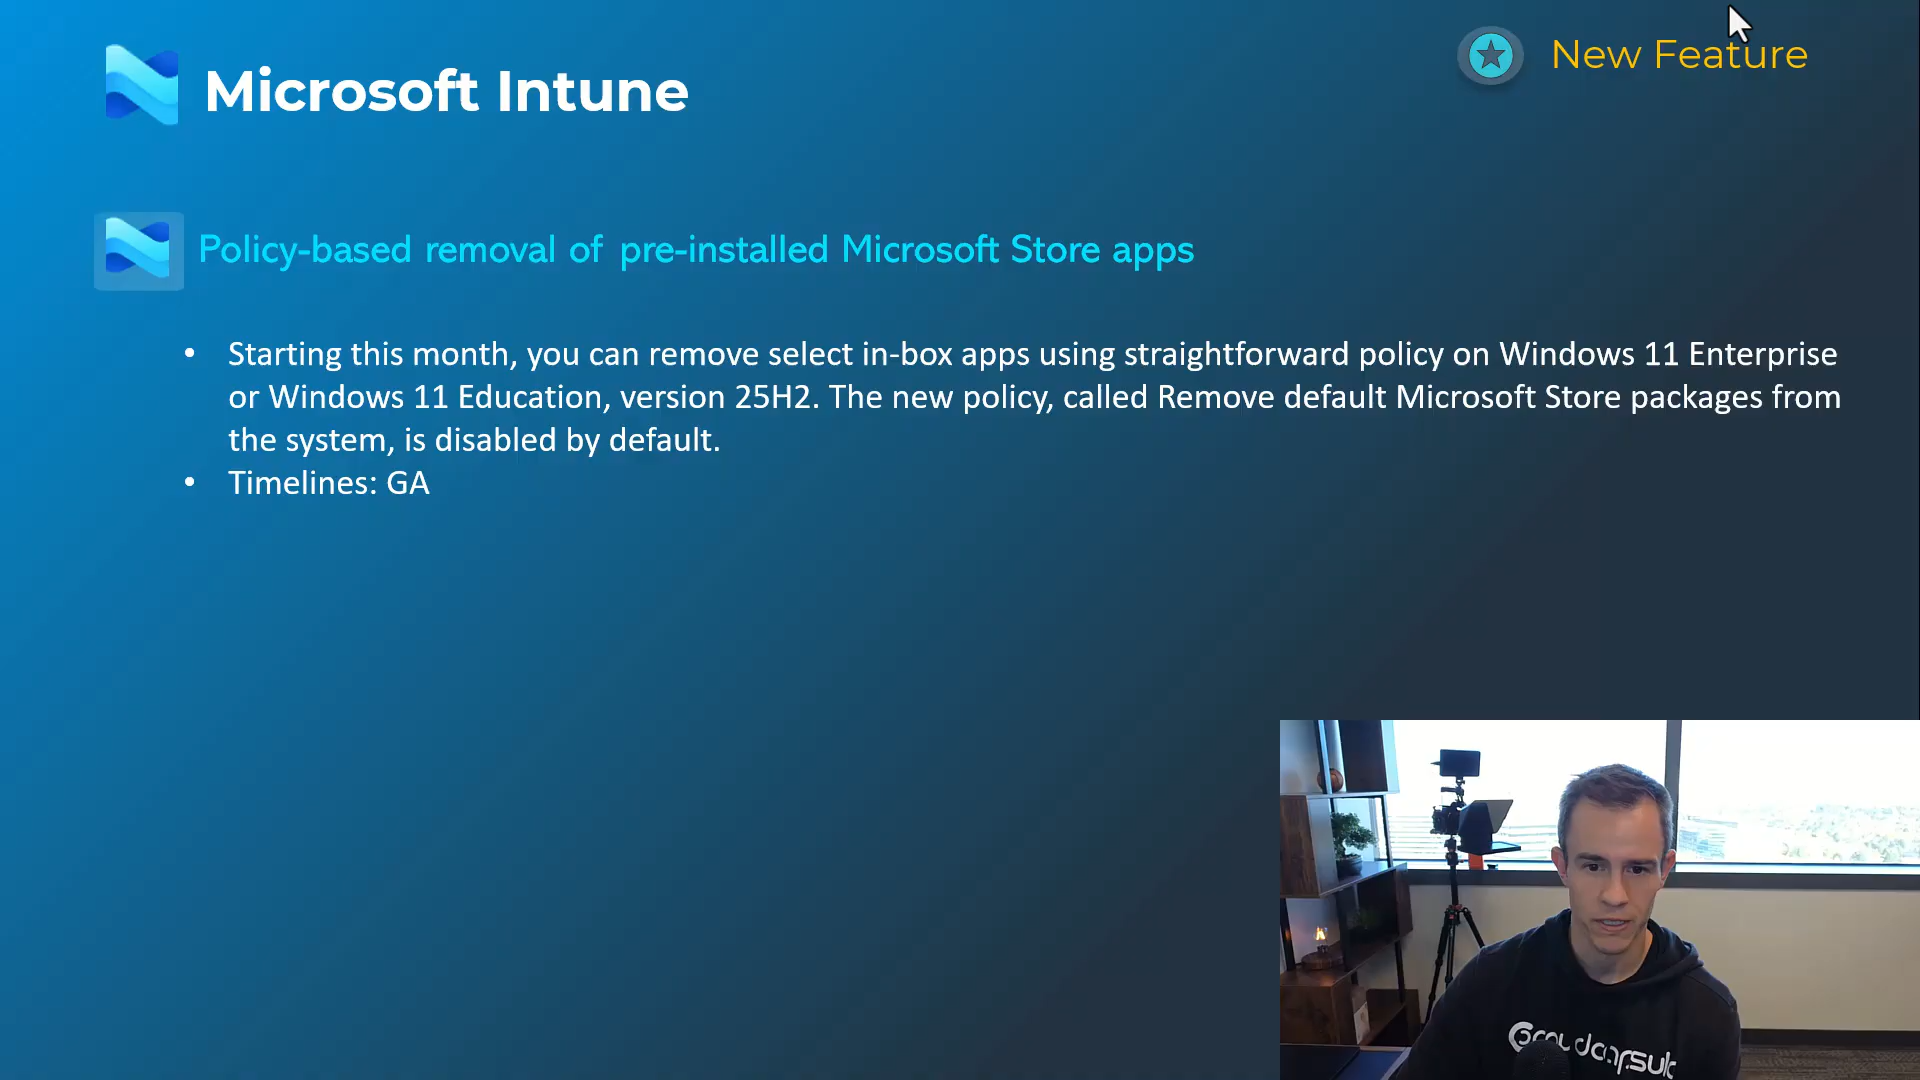 Microsoft Intune
New Feature
Policy-based removal of pre-installed Microsoft Store apps
• Starting this month, you can remove select in-box apps using straightforward policy on Windows 11 Enterprise
or Windows 11 Education, version 25H2. The new policy, called Remove default Microsoft Store packages from
the system, is disabled by default.
• Timelines: GA